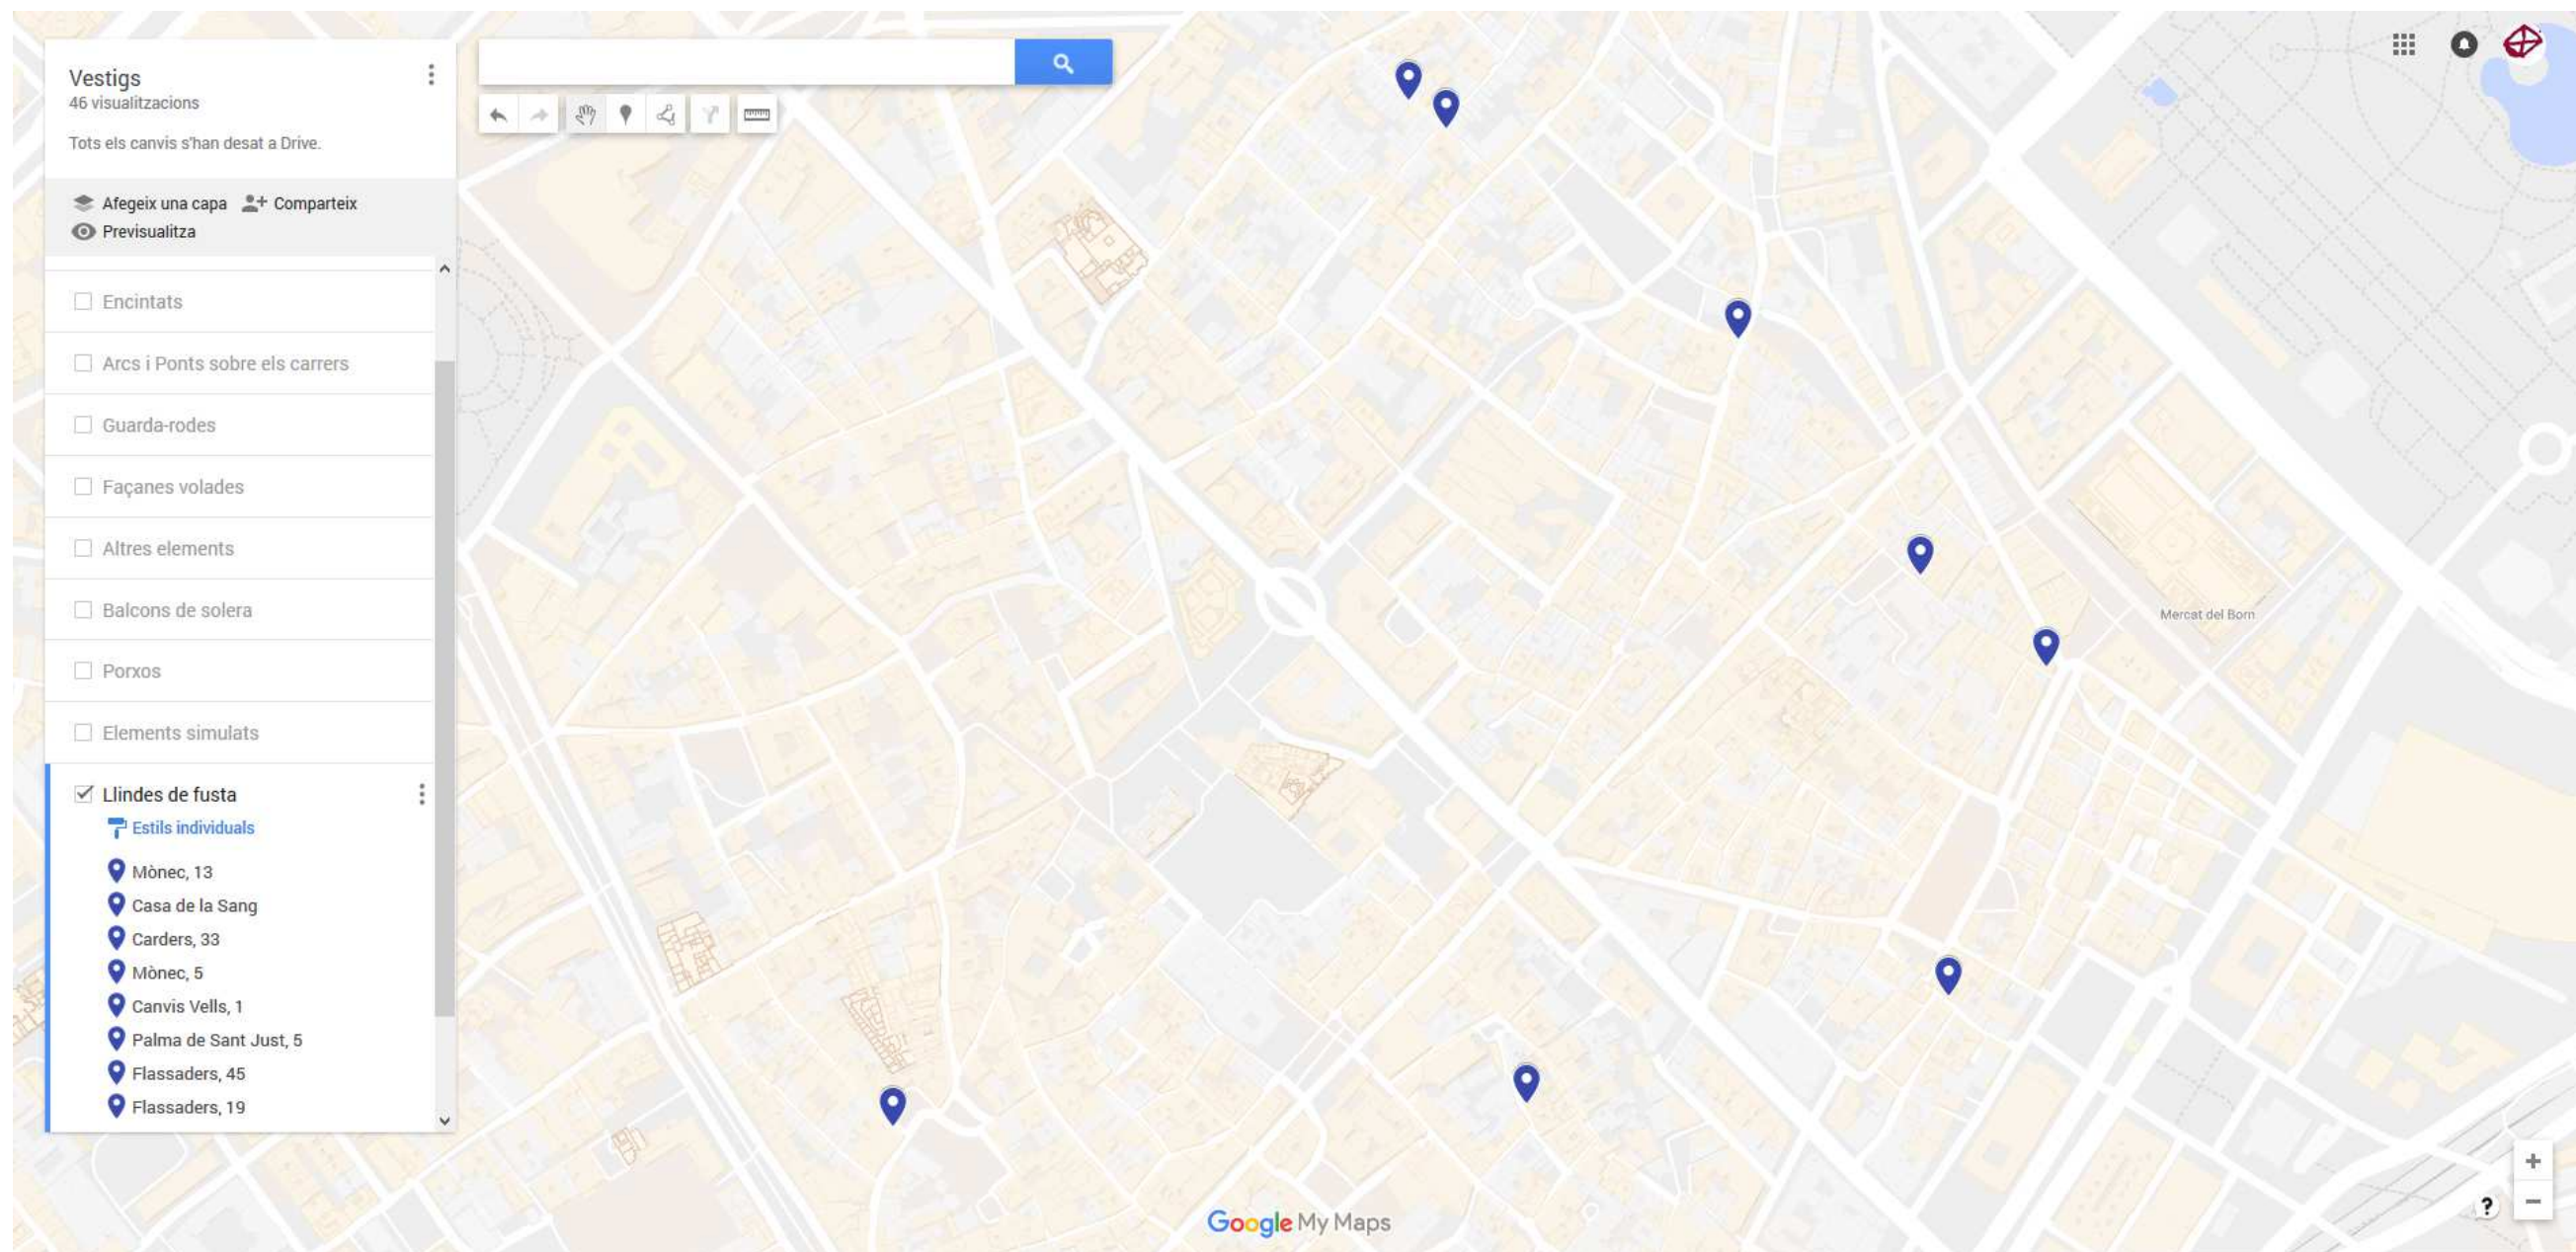 Vestigs
46 visualitzacions
Tots els canvis s'han desat a Drive.
Afegeix una capa Comparteix
Previsualitza
Encintats
Arcs i Ponts sobre els carrers
Guarda-rodes
Façanes volades
Altres elements
Balcons de solera
Porxos
Elements simulats
Llindes de fusta
Estils individuals
Mònec, 13
Casa de la Sang
Carders, 33
Mònec, 5
Canvis Vells, 1
Palma de Sant Just, 5
Flassaders, 45
Flassaders, 19
Mercat del Born
Google My Maps
+
?
−